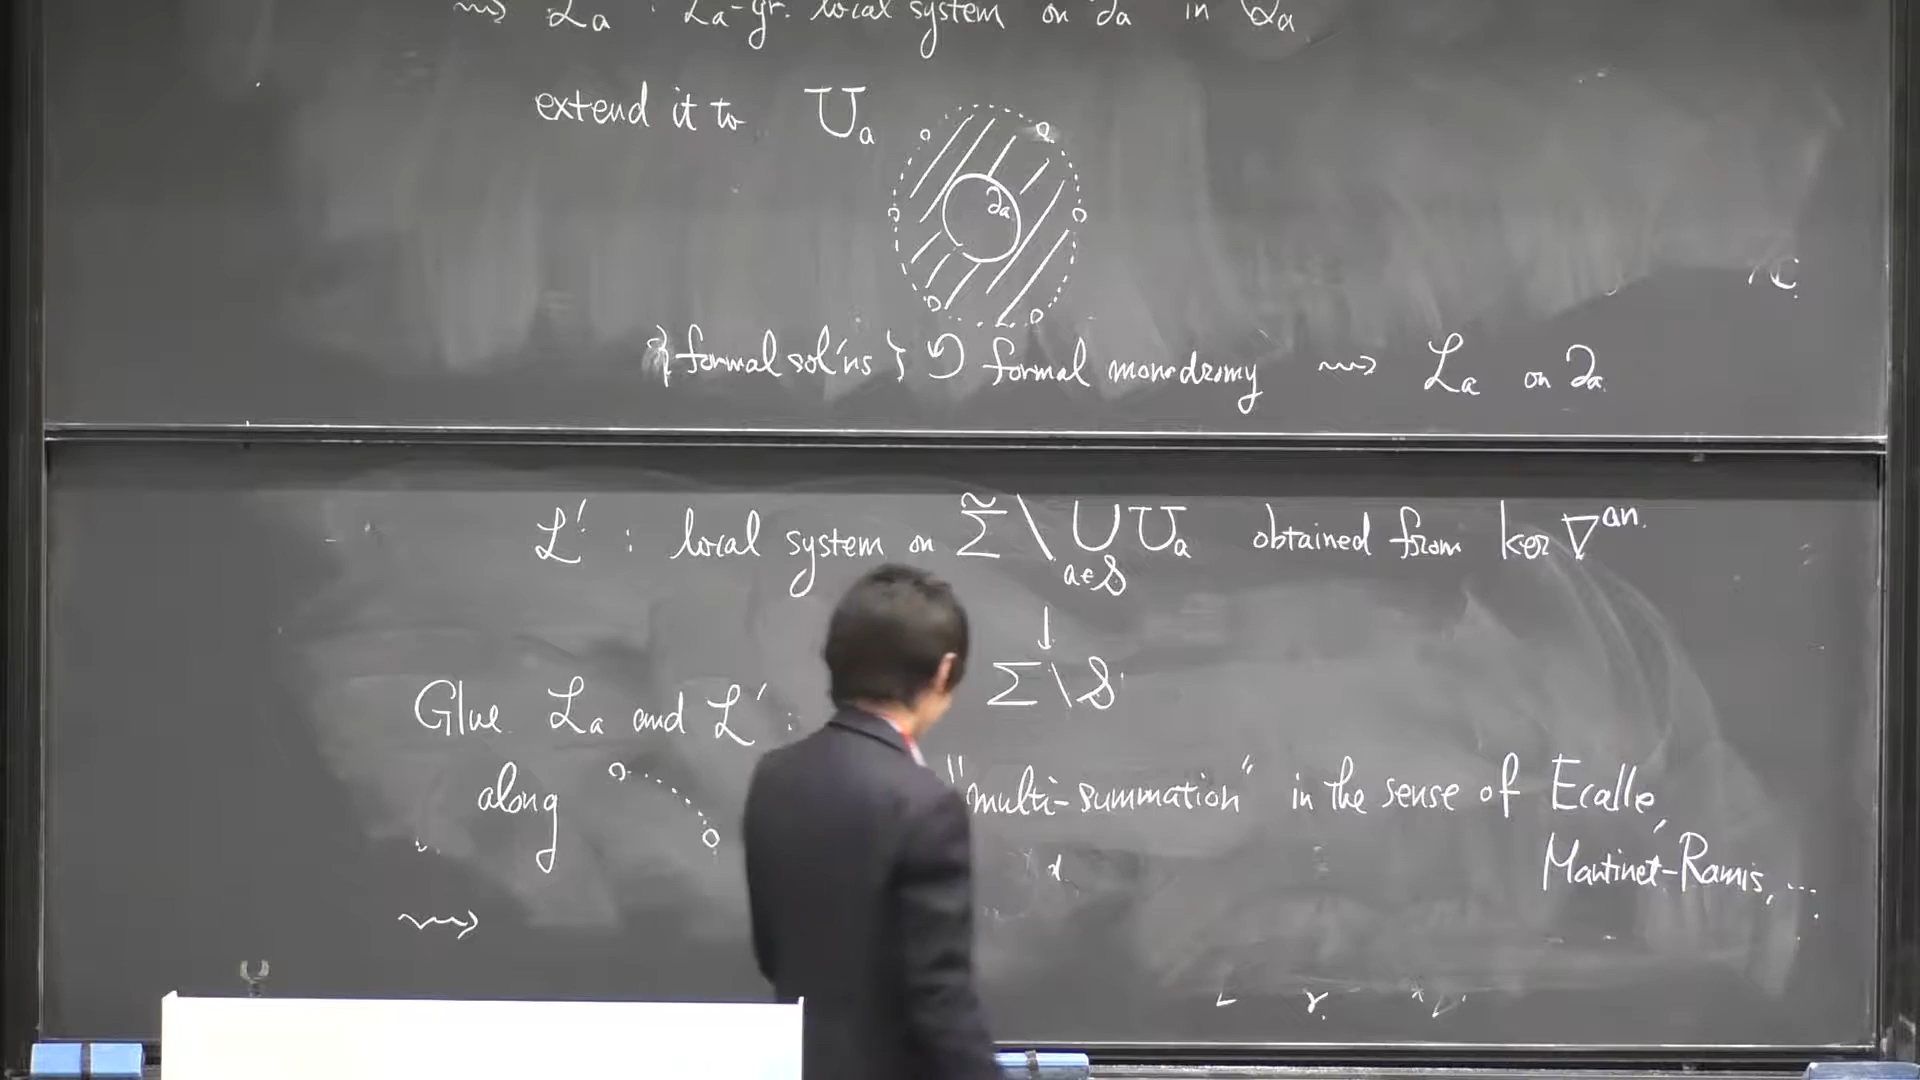 ⇝ ℒₐ : ℒₐ-gr. local system on ∂ₐ in
extend it to 𝕌ₐ
∂ₐ
{formal sol'ns} ↺ formal monodromy ⇝ ℒₐ on ∂ₐ
ℒ' : local system on Σ̃ \ ⋃ 𝕌ₐ obtained from ker ∇ᵃⁿ.
a∈𝒮
↓
Σ \ 𝒮
Glue ℒₐ and ℒ' :
along
"multi-summation" in the sense of Ecalle,
Martinet-Ramis, ...
⇝